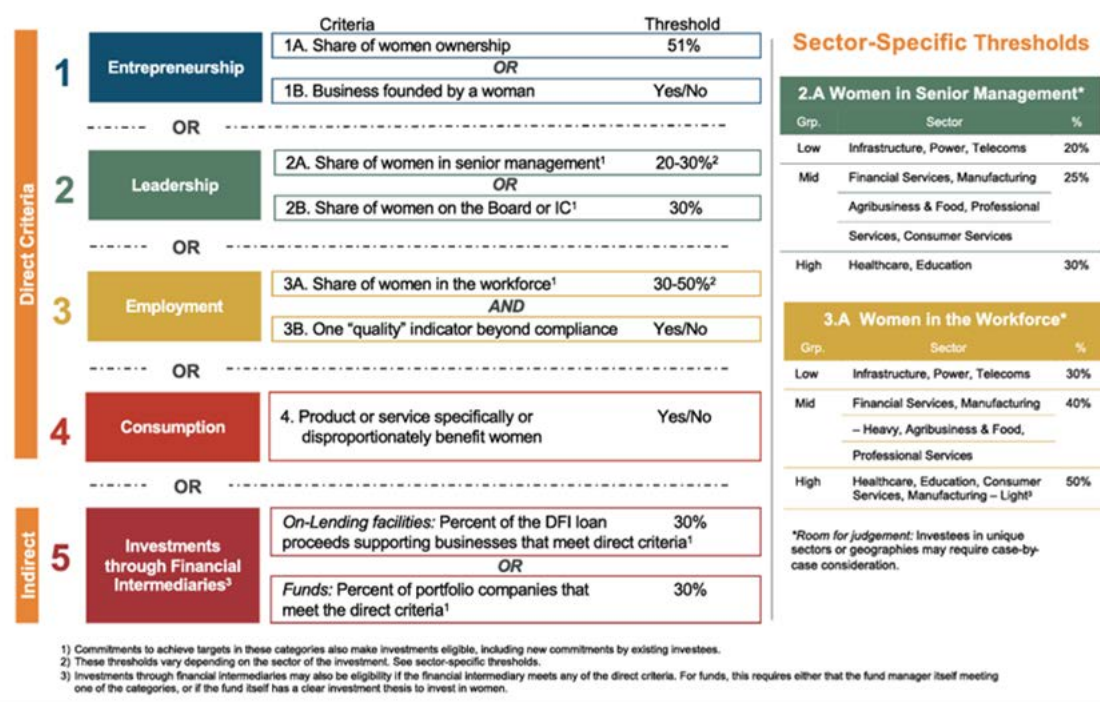 Criteria Threshold
Direct Criteria
1 Entrepreneurship
1A. Share of women ownership 51%
OR
1B. Business founded by a woman Yes/No
OR
2 Leadership
2A. Share of women in senior management¹ 20-30%²
OR
2B. Share of women on the Board or IC¹ 30%
OR
3 Employment
3A. Share of women in the workforce¹ 30-50%²
AND
3B. One “quality” indicator beyond compliance Yes/No
OR
4 Consumption
4. Product or service specifically or Yes/No
disproportionately benefit women
OR
Indirect
5 Investments
through Financial
Intermediaries³
On-Lending facilities: Percent of the DFI loan 30%
proceeds supporting businesses that meet direct criteria¹
OR
Funds: Percent of portfolio companies that 30%
meet the direct criteria¹
Sector-Specific Thresholds
2.A Women in Senior Management*
Grp. Sector %
Low Infrastructure, Power, Telecoms 20%
Mid Financial Services, Manufacturing 25%
Agribusiness & Food, Professional
Services, Consumer Services
High Healthcare, Education 30%
3.A Women in the Workforce*
Grp. Sector %
Low Infrastructure, Power, Telecoms 30%
Mid Financial Services, Manufacturing 40%
– Heavy, Agribusiness & Food,
Professional Services
High Healthcare, Education, Consumer 50%
Services, Manufacturing – Light³
*Room for judgement: Investees in unique
sectors or geographies may require case-by-
case consideration.
1) Commitments to achieve targets in these categories also make investments eligible, including new commitments by existing investees.
2) These thresholds vary depending on the sector of the investment. See sector-specific thresholds.
3) Investments through financial intermediaries may also be eligibility if the financial intermediary meets any of the direct criteria. For funds, this requires either that the fund manager itself meeting
one of the categories, or if the fund itself has a clear investment thesis to invest in women.